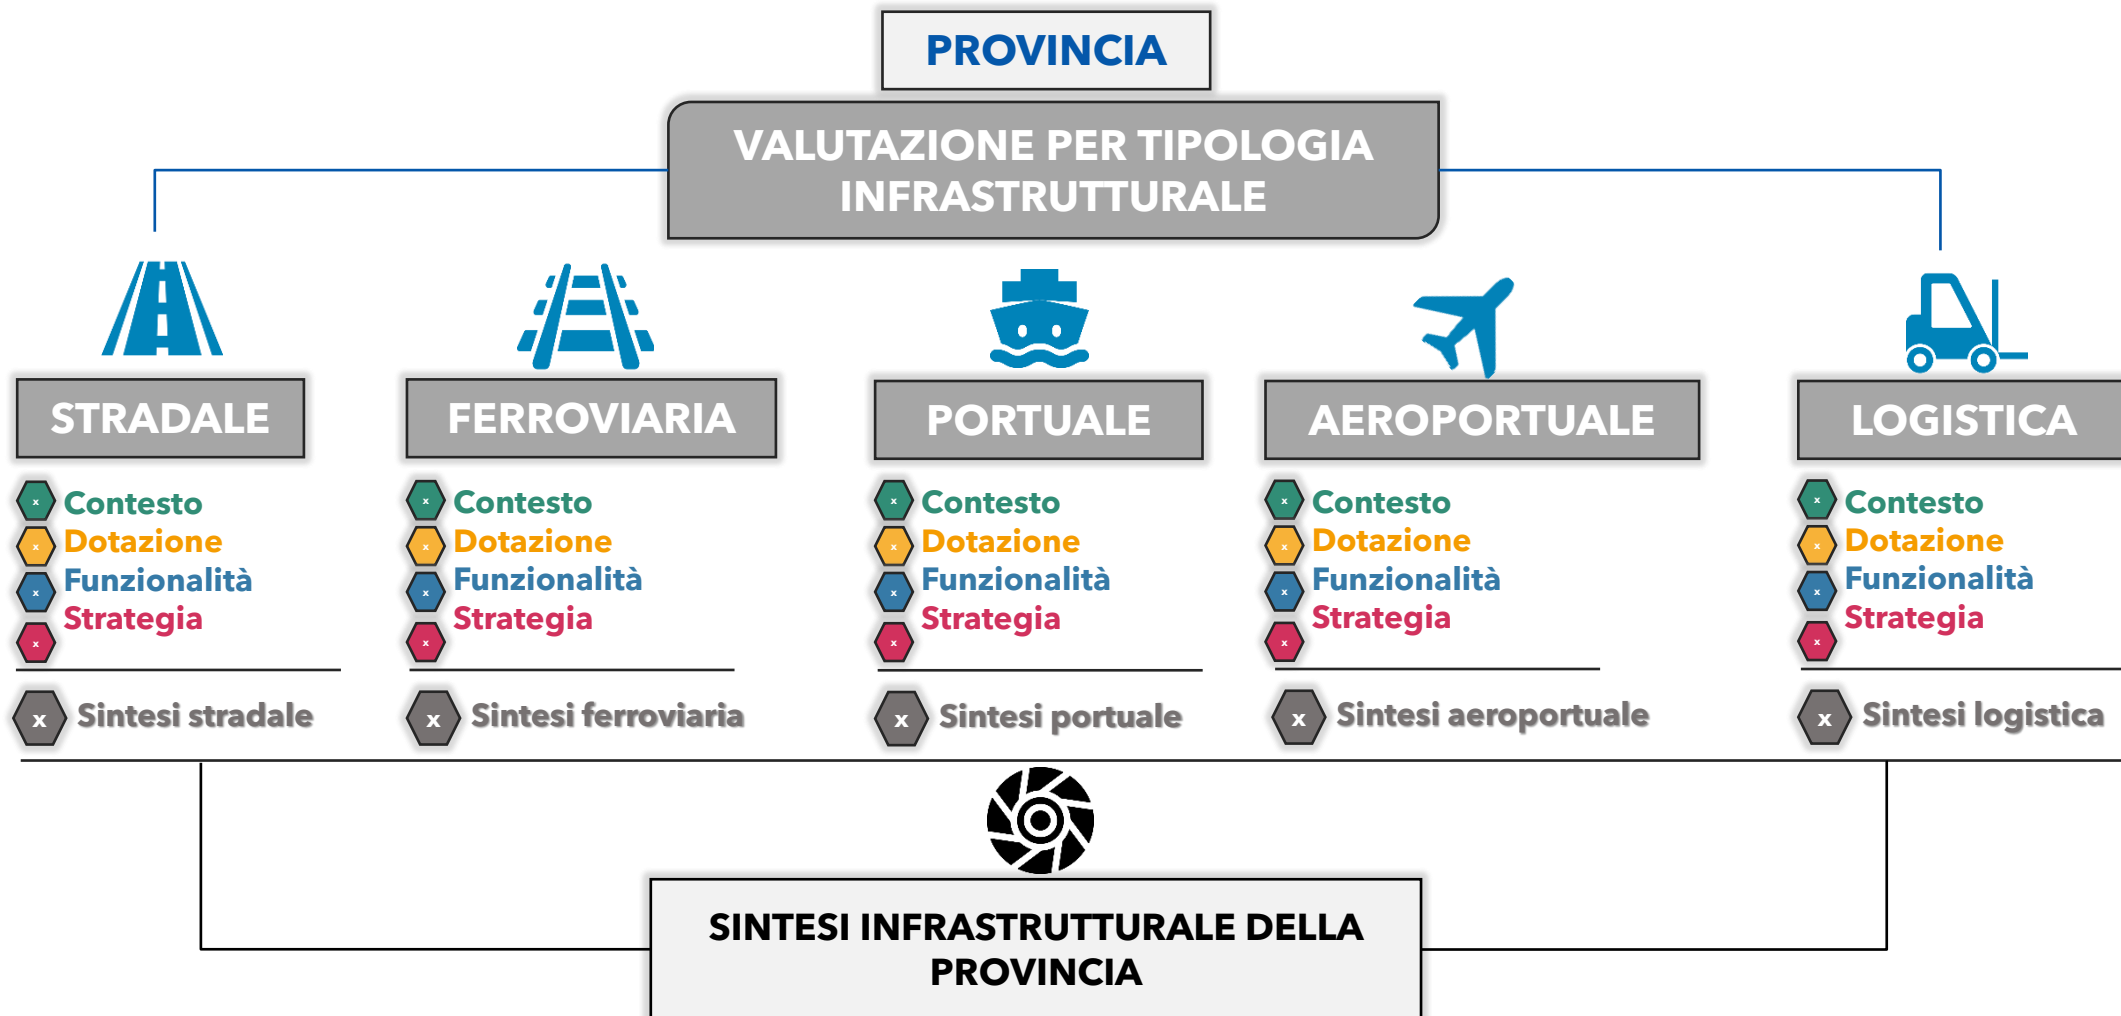 PROVINCIA
VALUTAZIONE PER TIPOLOGIA
INFRASTRUTTURALE
STRADALE
x Contesto
x Dotazione
x Funzionalità
x Strategia
x Sintesi stradale
FERROVIARIA
x Contesto
x Dotazione
x Funzionalità
x Strategia
x Sintesi ferroviaria
PORTUALE
x Contesto
x Dotazione
x Funzionalità
x Strategia
x Sintesi portuale
AEROPORTUALE
x Contesto
x Dotazione
x Funzionalità
x Strategia
x Sintesi aeroportuale
LOGISTICA
x Contesto
x Dotazione
x Funzionalità
x Strategia
x Sintesi logistica
SINTESI INFRASTRUTTURALE DELLA
PROVINCIA